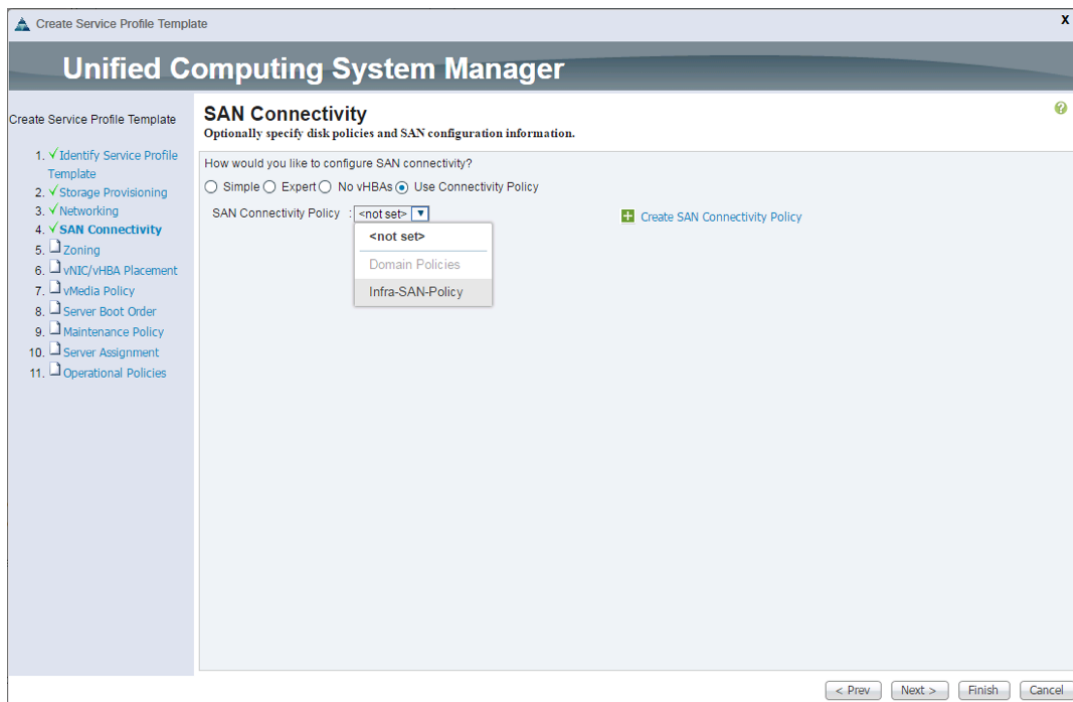 Create Service Profile Template
X
Unified Computing System Manager
Create Service Profile Template
1. Identify Service Profile
Template
2. Storage Provisioning
3. Networking
4. SAN Connectivity
5. Zoning
6. vNIC/vHBA Placement
7. vMedia Policy
8. Server Boot Order
9. Maintenance Policy
10. Server Assignment
11. Operational Policies
SAN Connectivity
?
Optionally specify disk policies and SAN configuration information.
How would you like to configure SAN connectivity?
Simple Expert No vHBAs Use Connectivity Policy
SAN Connectivity Policy : <not set>
Create SAN Connectivity Policy
<not set>
Domain Policies
Infra-SAN-Policy
< Prev Next > Finish Cancel